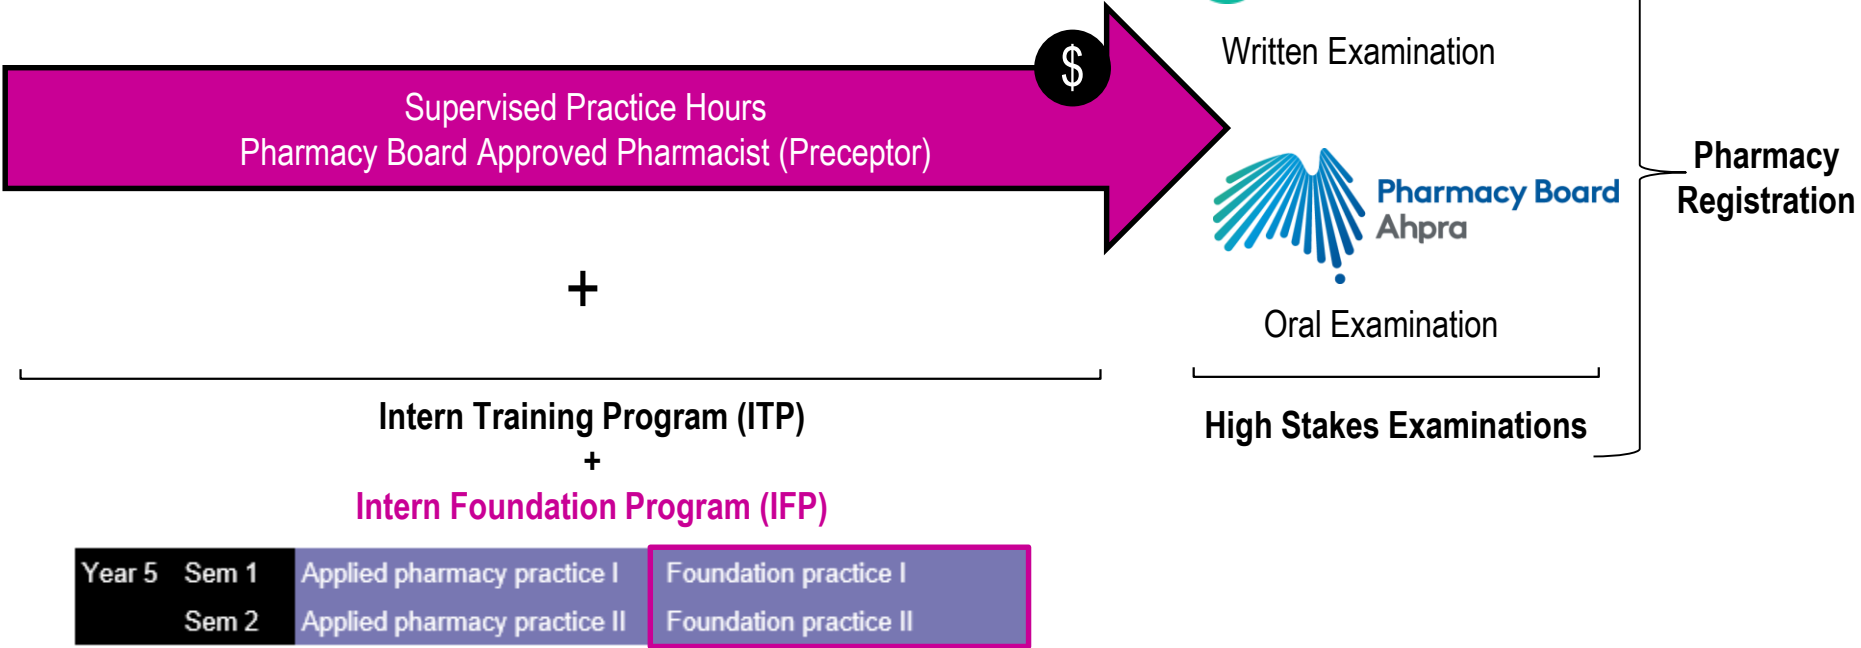 $
Supervised Practice Hours
Pharmacy Board Approved Pharmacist (Preceptor)
+
Written Examination
Pharmacy Board
Ahpra
Oral Examination
Pharmacy
Registration
Intern Training Program (ITP)
+
Intern Foundation Program (IFP)
High Stakes Examinations
Year 5 Sem 1 Applied pharmacy practice I Foundation practice I
Sem 2 Applied pharmacy practice II Foundation practice II